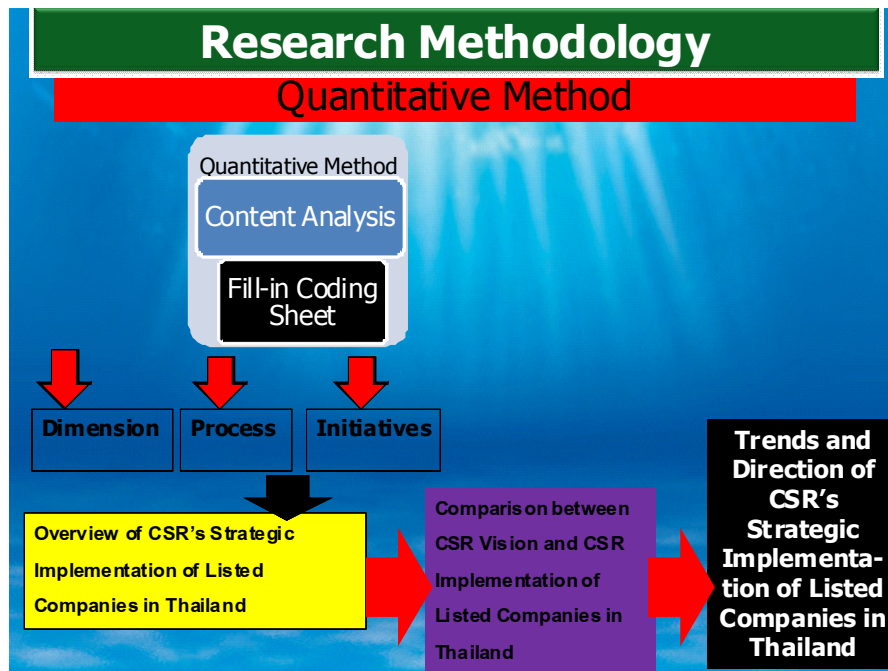 Research Methodology
Quantitative Method
Quantitative Method
Content Analysis
Fill-in Coding
Sheet
Dimension
Process
Initiatives
Overview of CSR’s Strategic
Implementation of Listed
Companies in Thailand
Comparison between
CSR Vision and CSR
Implementation of
Listed Companies in
Thailand
Trends and
Direction of
CSR’s
Strategic
Implementa-
tion of Listed
Companies in
Thailand